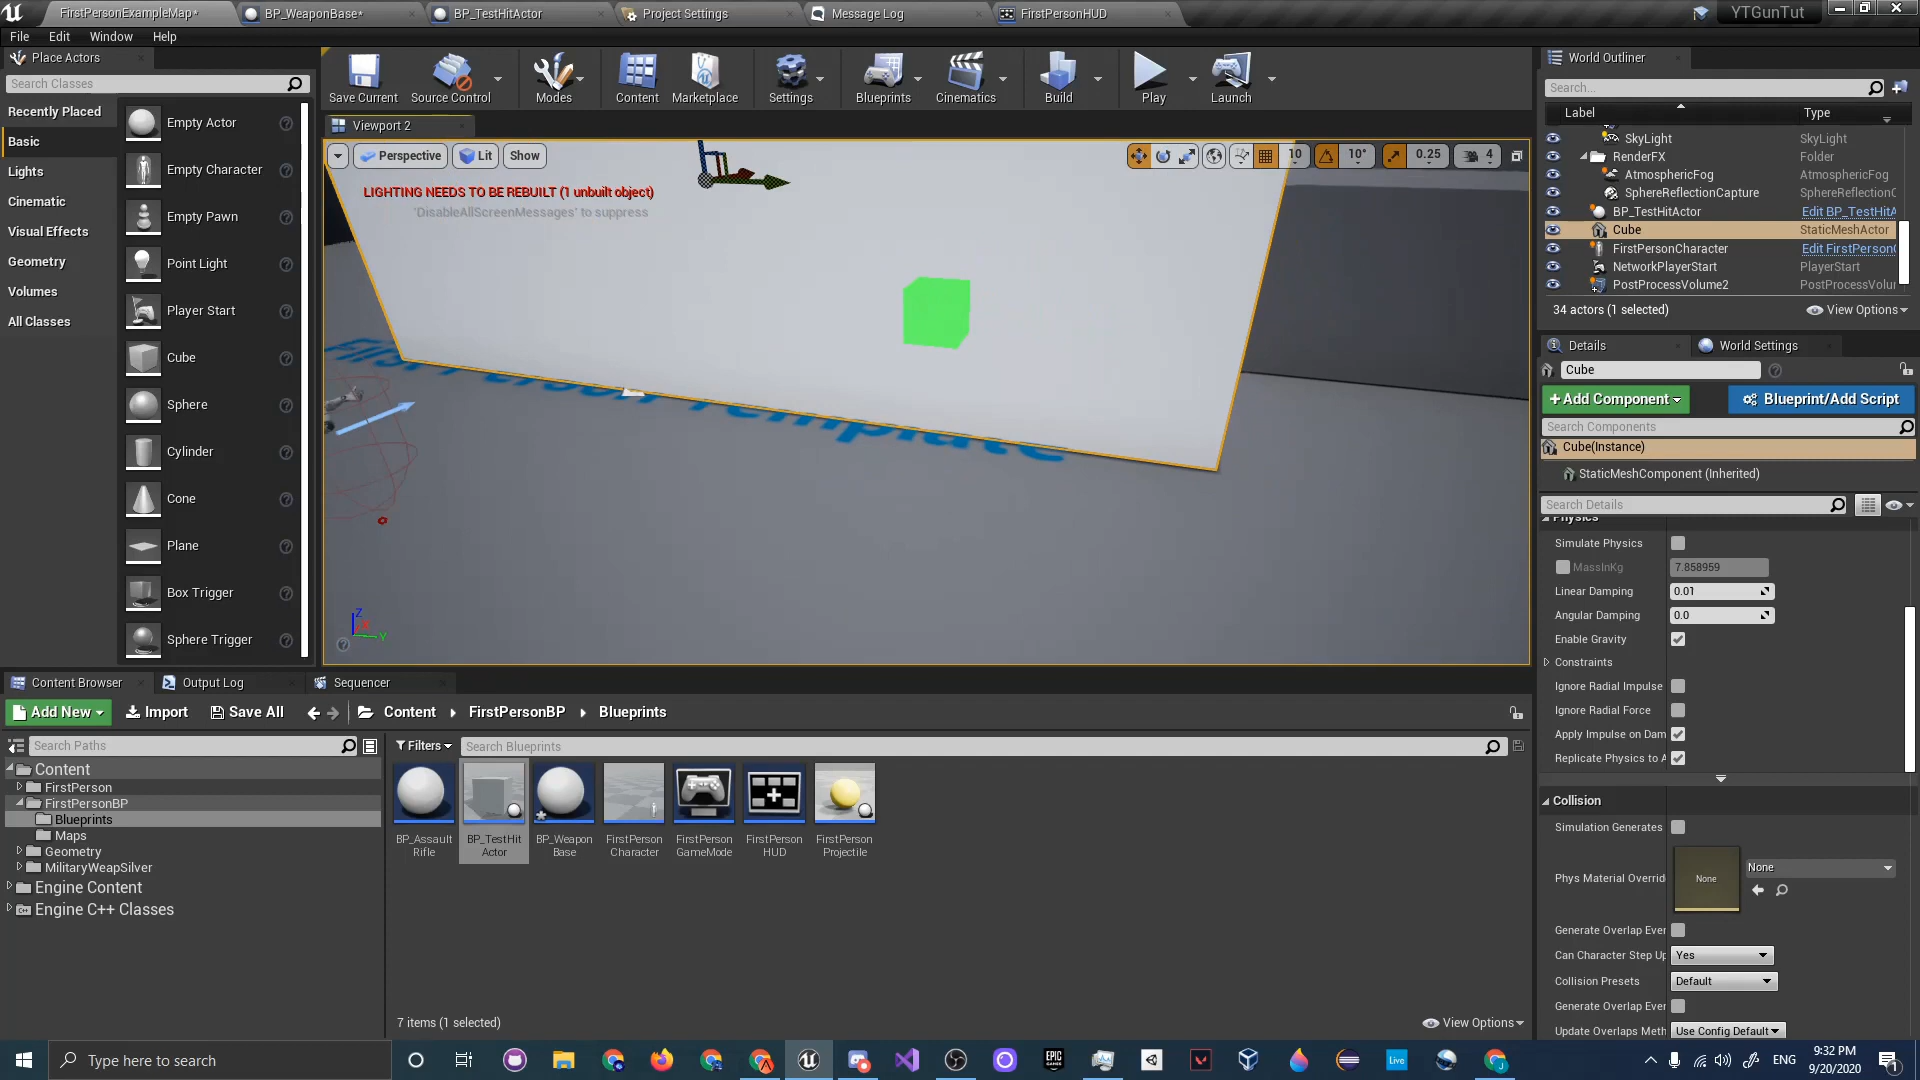 FirstPersonExampleMap*
BP_WeaponBase*
BP_TestHitActor
Project Settings
Message Log
FirstPersonHUD
YTGunTut
File Edit Window Help
Place Actors
Search Classes
Recently Placed
Basic
Lights
Cinematic
Visual Effects
Geometry
Volumes
All Classes
Empty Actor
Empty Character
Empty Pawn
Point Light
Player Start
Cube
Sphere
Cylinder
Cone
Plane
Box Trigger
Sphere Trigger
Save Current
Source Control
Modes
Content
Marketplace
Settings
Blueprints
Cinematics
Build
Play
Launch
Viewport 2
Perspective
Lit
Show
10
10°
0.25
4
LIGHTING NEEDS TO BE REBUILT (1 unbuilt object)
'DisableAllScreenMessages' to suppress
Z
X
Y
World Outliner
Search...
Label Type
SkyLight SkyLight
RenderFX Folder
AtmosphericFog AtmosphericFog
SphereReflectionCapture SphereReflectionC
BP_TestHitActor Edit BP_TestHitA
Cube StaticMeshActor
FirstPersonCharacter Edit FirstPerson
NetworkPlayerStart PlayerStart
PostProcessVolume2 PostProcessVolu
34 actors (1 selected)
View Options
Details
World Settings
Cube
+ Add Component
Blueprint/Add Script
Search Components
Cube(Instance)
StaticMeshComponent (Inherited)
Search Details
Physics
Simulate Physics
MassInKg 7.858959
Linear Damping 0.01
Angular Damping 0.0
Enable Gravity
Constraints
Ignore Radial Impulse
Ignore Radial Force
Apply Impulse on Dam
Replicate Physics to A
Collision
Simulation Generates
Phys Material Overrid
None
None
Generate Overlap Ever
Can Character Step Up Yes
Collision Presets Default
Generate Overlap Ever
Update Overlaps Meth Use Config Default
Content Browser
Output Log
Sequencer
Add New
Import
Save All
Content
FirstPersonBP
Blueprints
Search Paths
Filters
Search Blueprints
Content
FirstPerson
FirstPersonBP
Blueprints
Maps
Geometry
MilitaryWeapSilver
Engine Content
Engine C++ Classes
BP_Assault
Rifle
BP_TestHit
Actor
BP_Weapon
Base
FirstPerson
Character
FirstPerson
GameMode
FirstPerson
HUD
FirstPerson
Projectile
7 items (1 selected)
View Options
Type here to search
EPIC
GAMES
Live
ENG
9:32 PM
9/20/2020
1